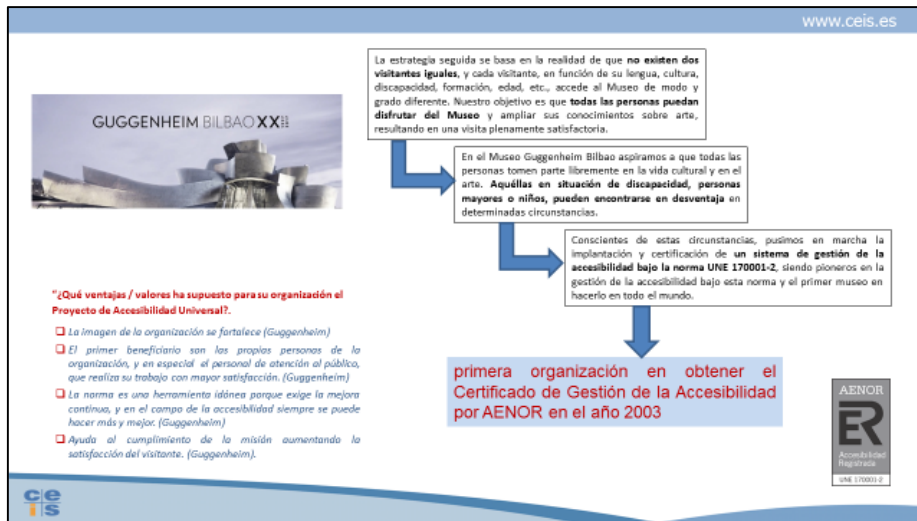 www.ceis.es
La estrategia seguida se basa en la realidad de que no existen dos
visitantes iguales, y cada visitante, en función de su lengua, cultura,
discapacidad, formación, edad, etc., accede al Museo de modo y
grado diferente. Nuestro objetivo es que todas las personas puedan
disfrutar del Museo y ampliar sus conocimientos sobre arte,
resultando en una visita plenamente satisfactoria.
GUGGENHEIM BILBAO XX
En el Museo Guggenheim Bilbao aspiramos a que todas las
personas tomen parte libremente en la vida cultural y en el
arte. Aquéllas en situación de discapacidad, personas
mayores o niños, pueden encontrarse en desventaja en
determinadas circunstancias.
Conscientes de estas circunstancias, pusimos en marcha la
implantación y certificación de un sistema de gestión de la
accesibilidad bajo la norma UNE 170001-2, siendo pioneros en la
gestión de la accesibilidad bajo esta norma y el primer museo en
hacerlo en todo el mundo.
"¿Qué ventajas / valores ha supuesto para su organización el
Proyecto de Accesibilidad Universal?.
La imagen de la organización se fortalece (Guggenheim)
El primer beneficiario son las propias personas de la
organización, y en especial el personal de atención al público,
que realiza su trabajo con mayor satisfacción. (Guggenheim)
La norma es una herramienta idónea porque exige la mejora
continua, y en el campo de la accesibilidad siempre se puede
hacer más y mejor. (Guggenheim)
Ayuda al cumplimiento de la misión aumentando la
satisfacción del visitante. (Guggenheim).
primera organización en obtener el
Certificado de Gestión de la Accesibilidad
por AENOR en el año 2003
AENOR
ER
Accesibilidad
Registrada
UNE 170001-2
ce
is